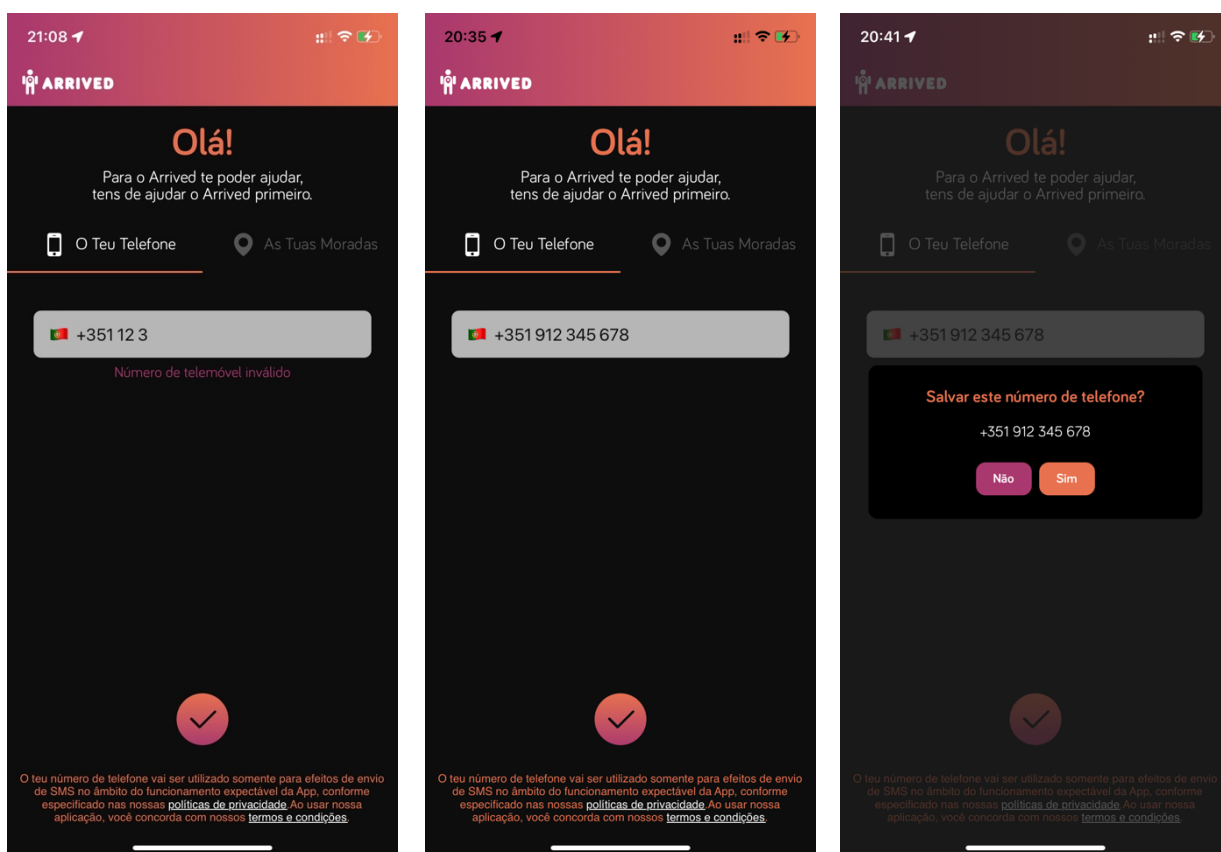 21:08
ARRIVED
Olá!
Para o Arrived te poder ajudar,
tens de ajudar o Arrived primeiro.
O Teu Telefone
As Tuas Moradas
+351 12 3
Número de telemóvel inválido
O teu número de telefone vai ser utilizado somente para efeitos de envio
de SMS no âmbito do funcionamento expectável da App, conforme
especificado nas nossas políticas de privacidade.Ao usar nossa
aplicação, você concorda com nossos termos e condições.
20:35
ARRIVED
Olá!
Para o Arrived te poder ajudar,
tens de ajudar o Arrived primeiro.
O Teu Telefone
As Tuas Moradas
+351 912 345 678
O teu número de telefone vai ser utilizado somente para efeitos de envio
de SMS no âmbito do funcionamento expectável da App, conforme
especificado nas nossas políticas de privacidade.Ao usar nossa
aplicação, você concorda com nossos termos e condições.
20:41
ARRIVED
Olá!
Para o Arrived te poder ajudar,
tens de ajudar o Arrived primeiro.
O Teu Telefone
As Tuas Moradas
+351 912 345 678
Salvar este número de telefone?
+351 912 345 678
Não
Sim
O teu número de telefone vai ser utilizado somente para efeitos de envio
de SMS no âmbito do funcionamento expectável da App, conforme
especificado nas nossas políticas de privacidade.Ao usar nossa
aplicação, você concorda com nossos termos e condições.